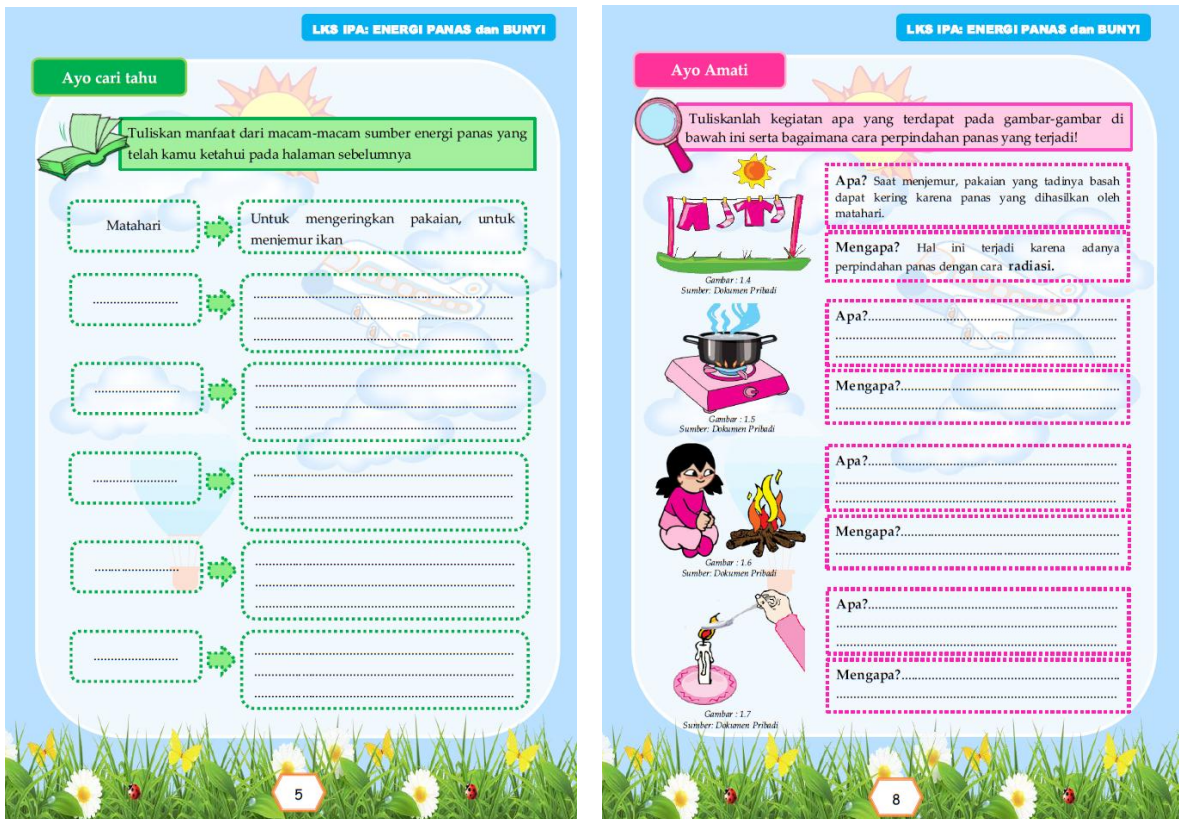 LKS IPA: ENERGI PANAS dan BUNYI
Ayo cari tahu
Tuliskan manfaat dari macam-macam sumber energi panas yang
telah kamu ketahui pada halaman sebelumnya
Matahari
Untuk mengeringkan pakaian, untuk
menjemur ikan
5
LKS IPA: ENERGI PANAS dan BUNYI
Ayo Amati
Tuliskanlah kegiatan apa yang terdapat pada gambar-gambar di
bawah ini serta bagaimana cara perpindahan panas yang terjadi!
Apa? Saat menjemur, pakaian yang tadinya basah
dapat kering karena panas yang dihasilkan oleh
matahari.
Mengapa? Hal ini terjadi karena adanya
perpindahan panas dengan cara radiasi.
Gambar : 1.4
Sumber: Dokumen Pribadi
Apa?
Mengapa?
Gambar : 1.5
Sumber: Dokumen Pribadi
Apa?
Mengapa?
Gambar : 1.6
Sumber: Dokumen Pribadi
Apa?
Mengapa?
Gambar : 1.7
Sumber: Dokumen Pribadi
8